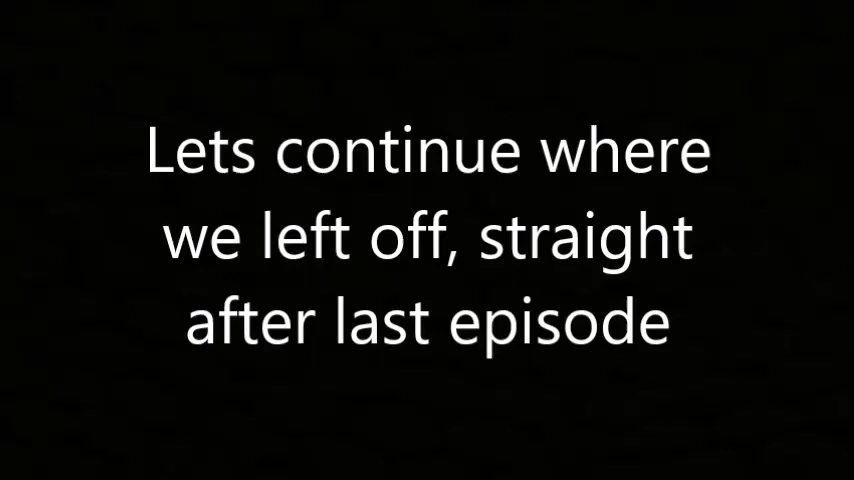 Lets continue where
we left off, straight
after last episode